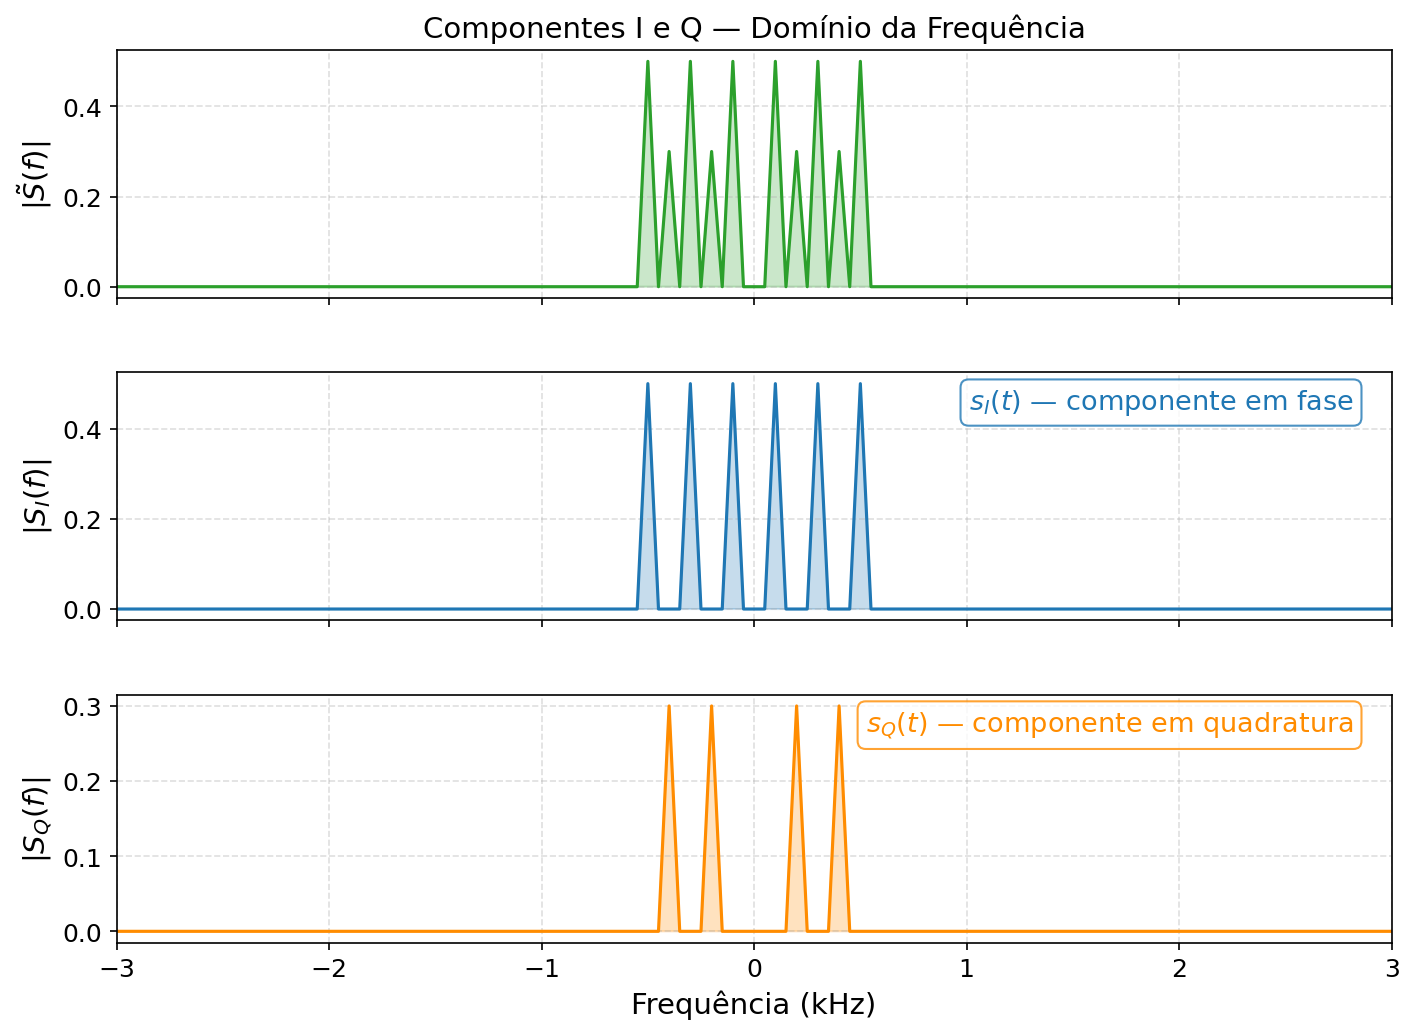 Componentes I e Q — Domínio da Frequência
|S̃(f)|
0.4
0.2
0.0
|S_I(f)|
0.4
0.2
0.0
s_I(t) — componente em fase
|S_Q(f)|
0.3
0.2
0.1
0.0
s_Q(t) — componente em quadratura
−3 −2 −1 0 1 2 3
Frequência (kHz)